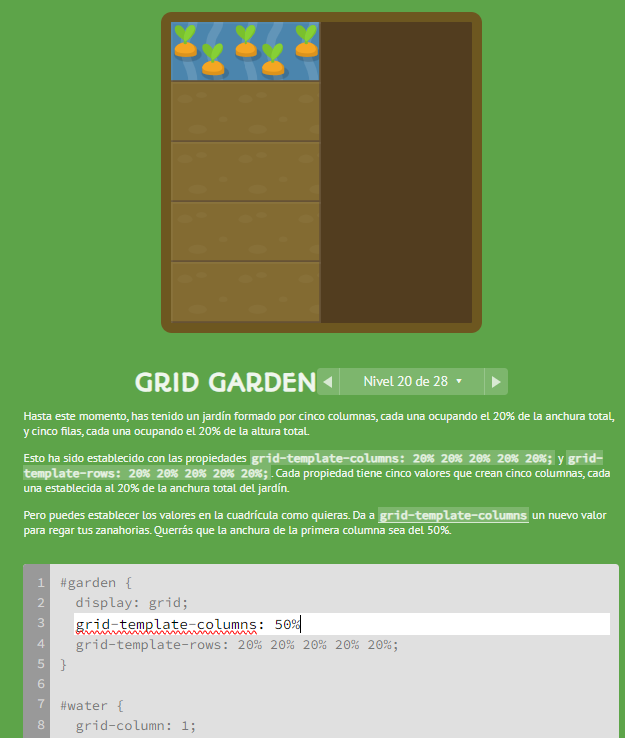 GRID GARDEN
Nivel 20 de 28
Hasta este momento, has tenido un jardín formado por cinco columnas, cada una ocupando el 20% de la anchura total,
y cinco filas, cada una ocupando el 20% de la altura total.
Esto ha sido establecido con las propiedades grid-template-columns: 20% 20% 20% 20% 20%; y grid-
template-rows: 20% 20% 20% 20% 20%;. Cada propiedad tiene cinco valores que crean cinco columnas, cada
una establecida al 20% de la anchura total del jardín.
Pero puedes establecer los valores en la cuadrícula como quieras. Da a grid-template-columns un nuevo valor
para regar tus zanahorias. Querrás que la anchura de la primera columna sea del 50%.
1 #garden {
2 display: grid;
3 grid-template-columns: 50%
4 grid-template-rows: 20% 20% 20% 20% 20%;
5 }
6
7 #water {
8 grid-column: 1;